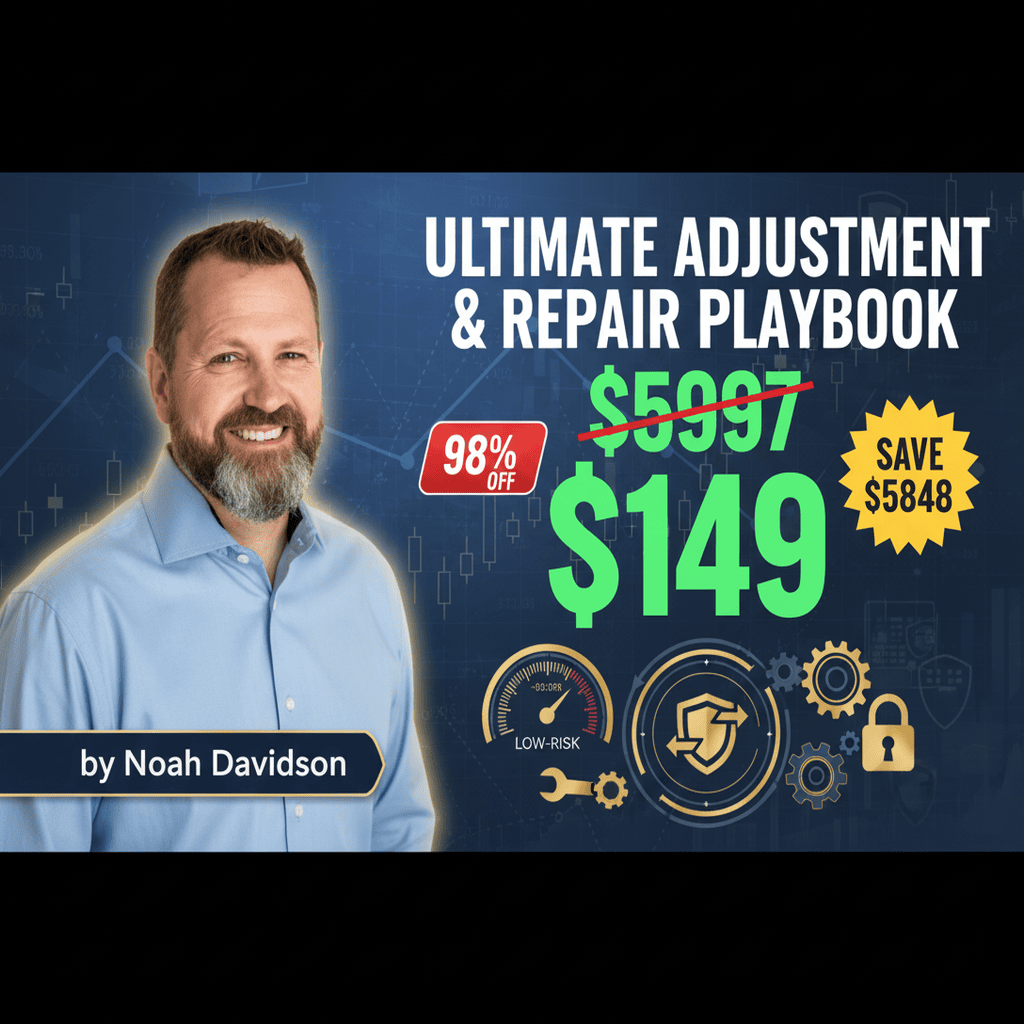 ULTIMATE ADJUSTMENT
& REPAIR PLAYBOOK
$5997
98%
OFF
$149
SAVE
$5848
LOW-RISK
by Noah Davidson